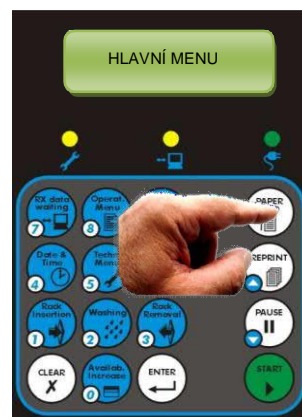 HLAVNÍ MENU
RX data
waiting
7
Operat.
Menu
8
PAPER
Date &
Time
4
Techn.
Menu
5
REPRINT
Rack
Insertion
1
Washing
2
Rack
Removal
3
PAUSE
CLEAR
X
Availab.
Increase
0
ENTER
START